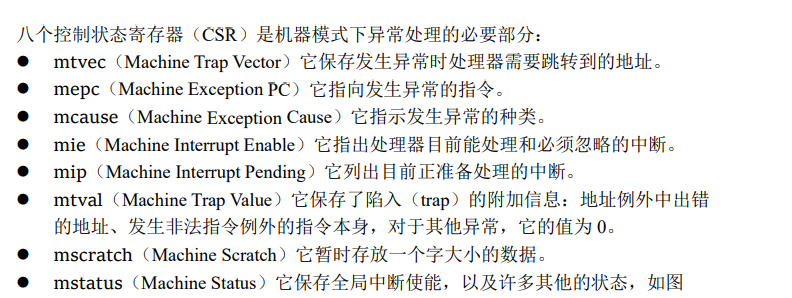 八个控制状态寄存器（CSR）是机器模式下异常处理的必要部分：
● mtvec（Machine Trap Vector）它保存发生异常时处理器需要跳转到的地址。
● mepc（Machine Exception PC）它指向发生异常的指令。
● mcause（Machine Exception Cause）它指示发生异常的种类。
● mie（Machine Interrupt Enable）它指出处理器目前能处理和必须忽略的中断。
● mip（Machine Interrupt Pending）它列出目前正准备处理的中断。
● mtval（Machine Trap Value）它保存了陷入（trap）的附加信息：地址例外中出错
的地址、发生非法指令例外的指令本身，对于其他异常，它的值为 0。
● mscratch（Machine Scratch）它暂时存放一个字大小的数据。
● mstatus（Machine Status）它保存全局中断使能，以及许多其他的状态，如图